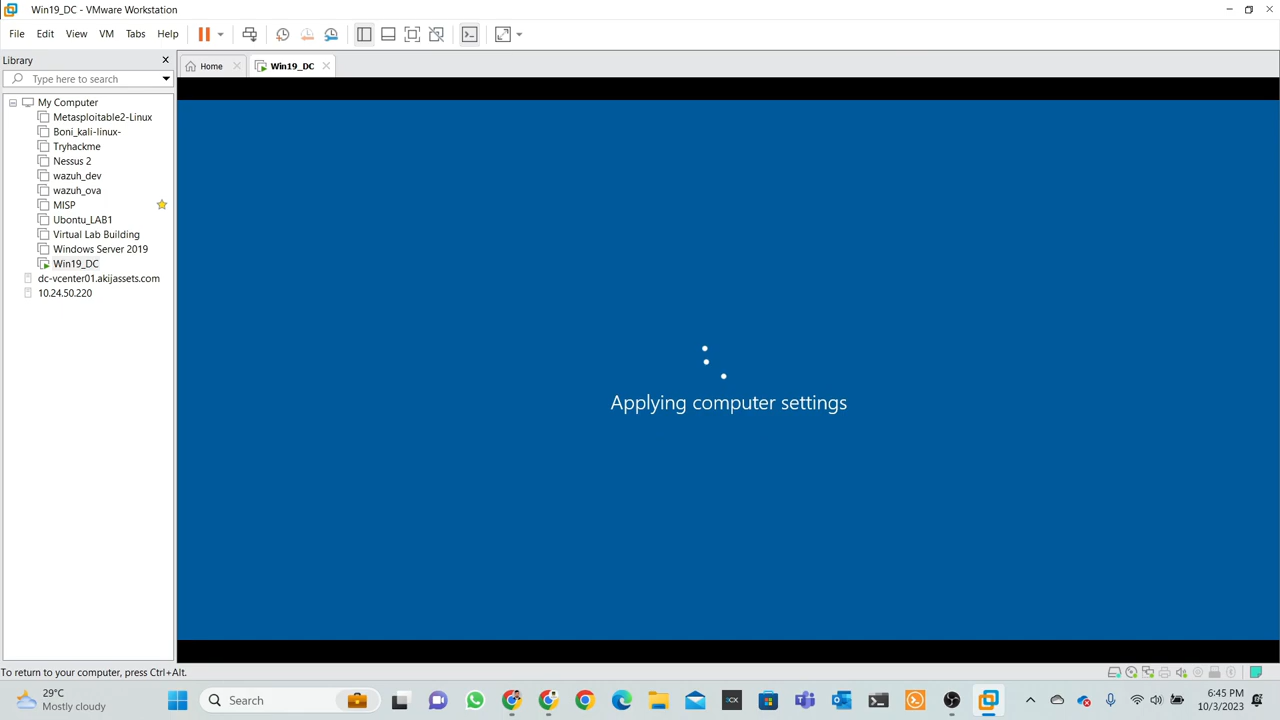 Win19_DC - VMware Workstation
File Edit View VM Tabs Help
Library
Type here to search
Home
Win19_DC
My Computer
Metasploitable2-Linux
Boni_kali-linux-
Tryhackme
Nessus 2
wazuh_dev
wazuh_ova
MISP
Ubontu_LAB1
Virtual Lab Building
Windows Server 2019
Win19_DC
dc-vcenter01.akijassets.com
10.24.50.220
Applying computer settings
To return to your computer, press Ctrl+Alt.
29°C
Mostly cloudy
Search
6:45 PM
10/3/2023